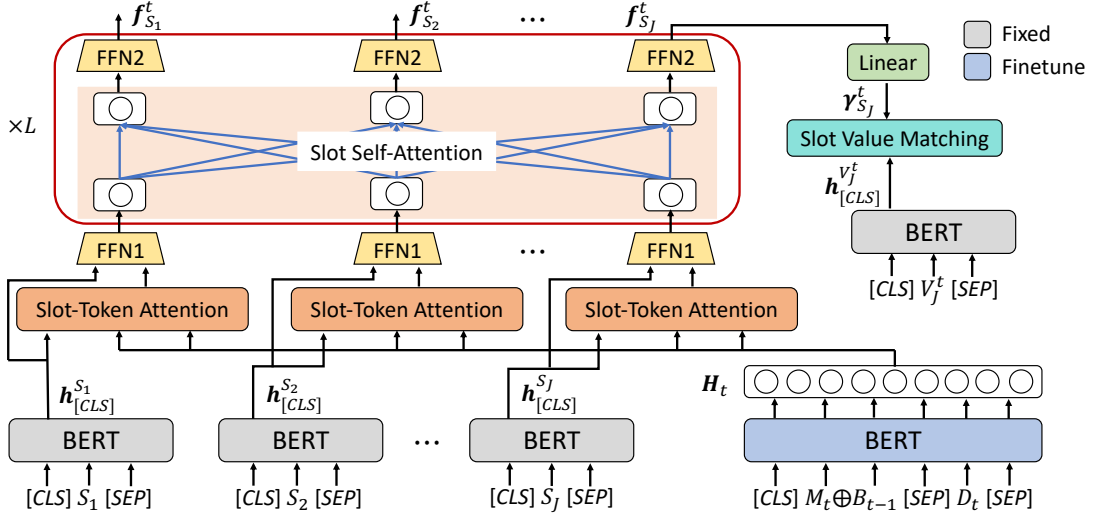 𝒇^t_{S_1} 𝒇^t_{S_2} ... 𝒇^t_{S_J}
FFN2 FFN2 FFN2
Linear
Fixed
Finetune
𝜸^t_{S_J}
×L
Slot Self-Attention
Slot Value Matching
𝐡^{V_J^t}_{[CLS]}
FFN1 FFN1 ... FFN1
BERT
[CLS] V_J^t [SEP]
Slot-Token Attention Slot-Token Attention Slot-Token Attention
𝒉^{S_1}_{[CLS]} 𝒉^{S_2}_{[CLS]} 𝒉^{S_J}_{[CLS]} 𝑯_t
BERT BERT ... BERT BERT
[CLS] S_1 [SEP] [CLS] S_2 [SEP] [CLS] S_J [SEP] [CLS] M_t⊕B_{t−1} [SEP] D_t [SEP]